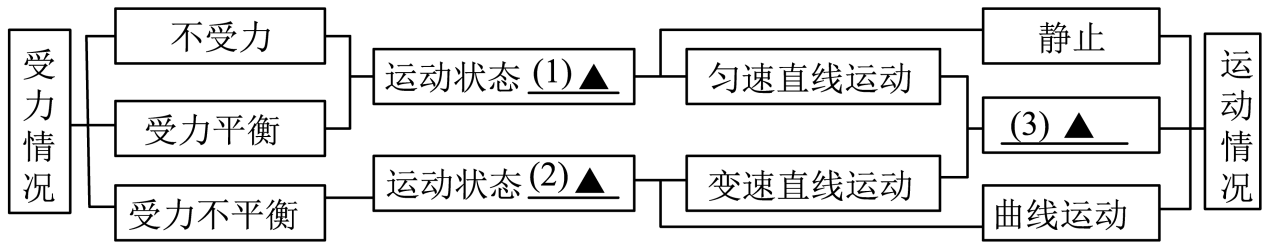 受力情况
不受力
受力平衡
受力不平衡
运动状态 (1)▲
运动状态 (2)▲
匀速直线运动
变速直线运动
静止
(3) ▲
曲线运动
运动情况